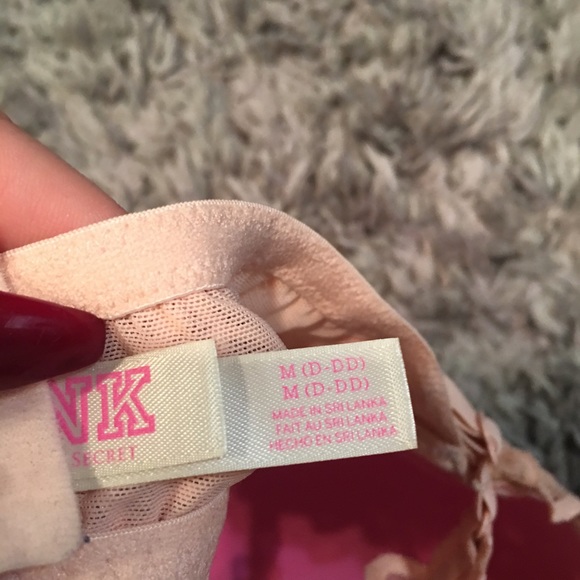 NK
SECRET
M (D-DD)
M (D-DD)
MADE IN SRI LANKA
FAIT AU SRI LANKA
HECHO EN SRI LANKA